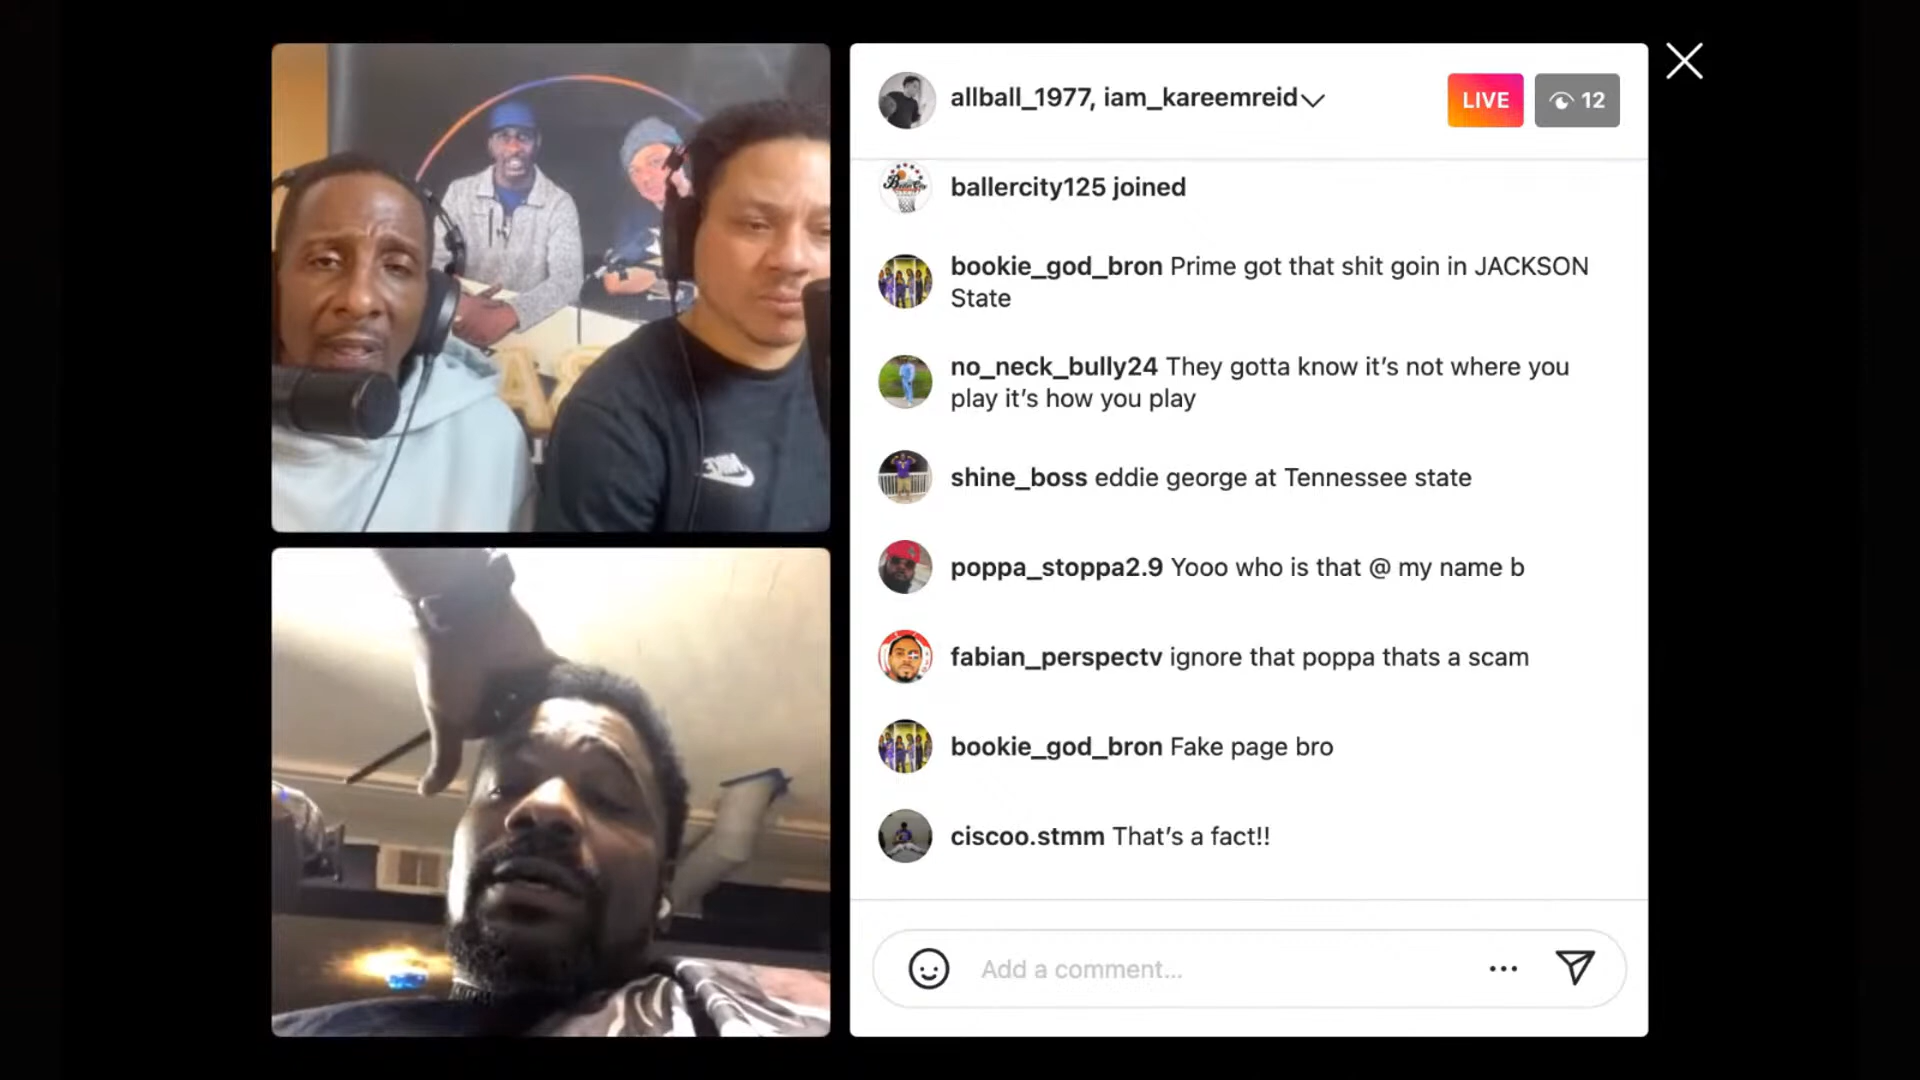 allball_1977, iam_kareemreid
LIVE
12
ballercity125 joined
bookie_god_bron Prime got that shit goin in JACKSON
State
no_neck_bully24 They gotta know it’s not where you
play it’s how you play
shine_boss eddie george at Tennessee state
poppa_stoppa2.9 Yooo who is that @ my name b
fabian_perspectv ignore that poppa thats a scam
bookie_god_bron Fake page bro
ciscoo.stmm That’s a fact!!
Add a comment...